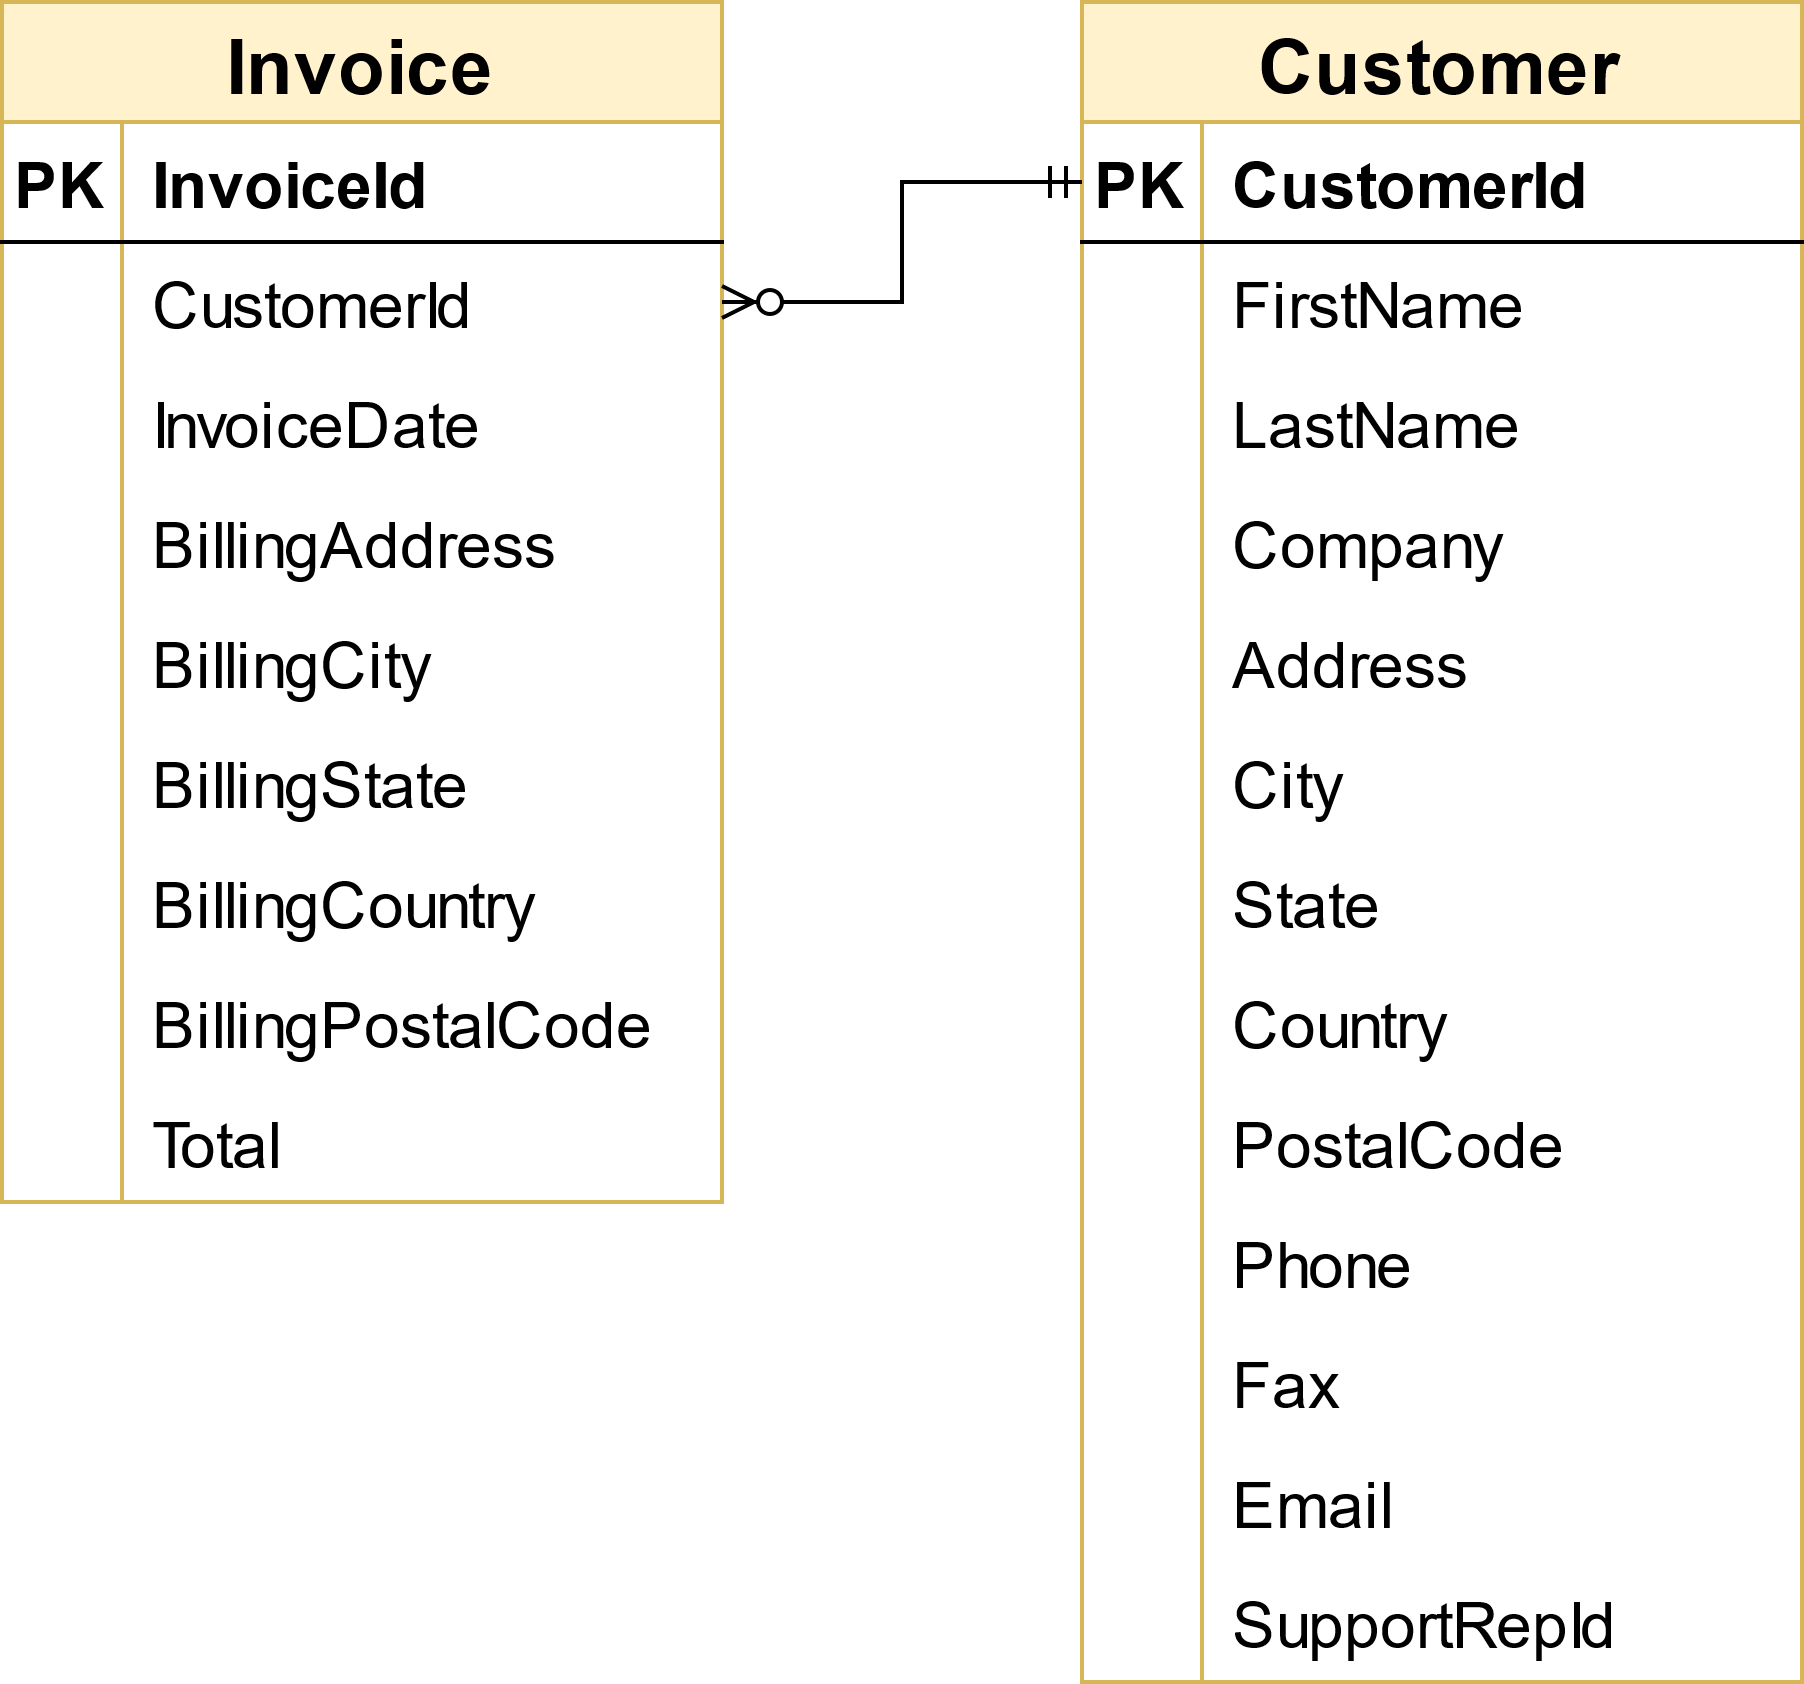 Invoice
PK InvoiceId
CustomerId
InvoiceDate
BillingAddress
BillingCity
BillingState
BillingCountry
BillingPostalCode
Total
Customer
PK CustomerId
FirstName
LastName
Company
Address
City
State
Country
PostalCode
Phone
Fax
Email
SupportRepId